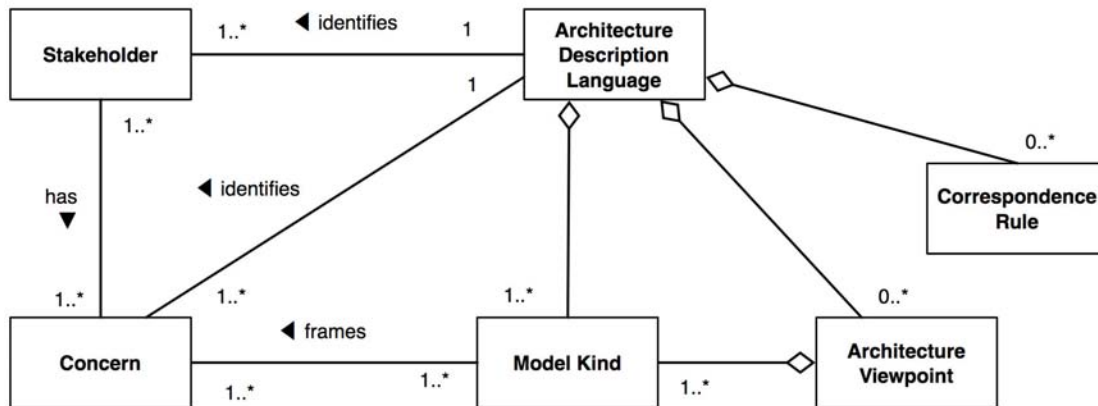 Stakeholder
1..*
◀ identifies
1
Architecture
Description
Language
1
1..*
0..*
has
▼
◀ identifies
Correspondence
Rule
1..*
1..*
1..*
0..*
Concern
◀ frames
Model Kind
Architecture
Viewpoint
1..*
1..*
1..*